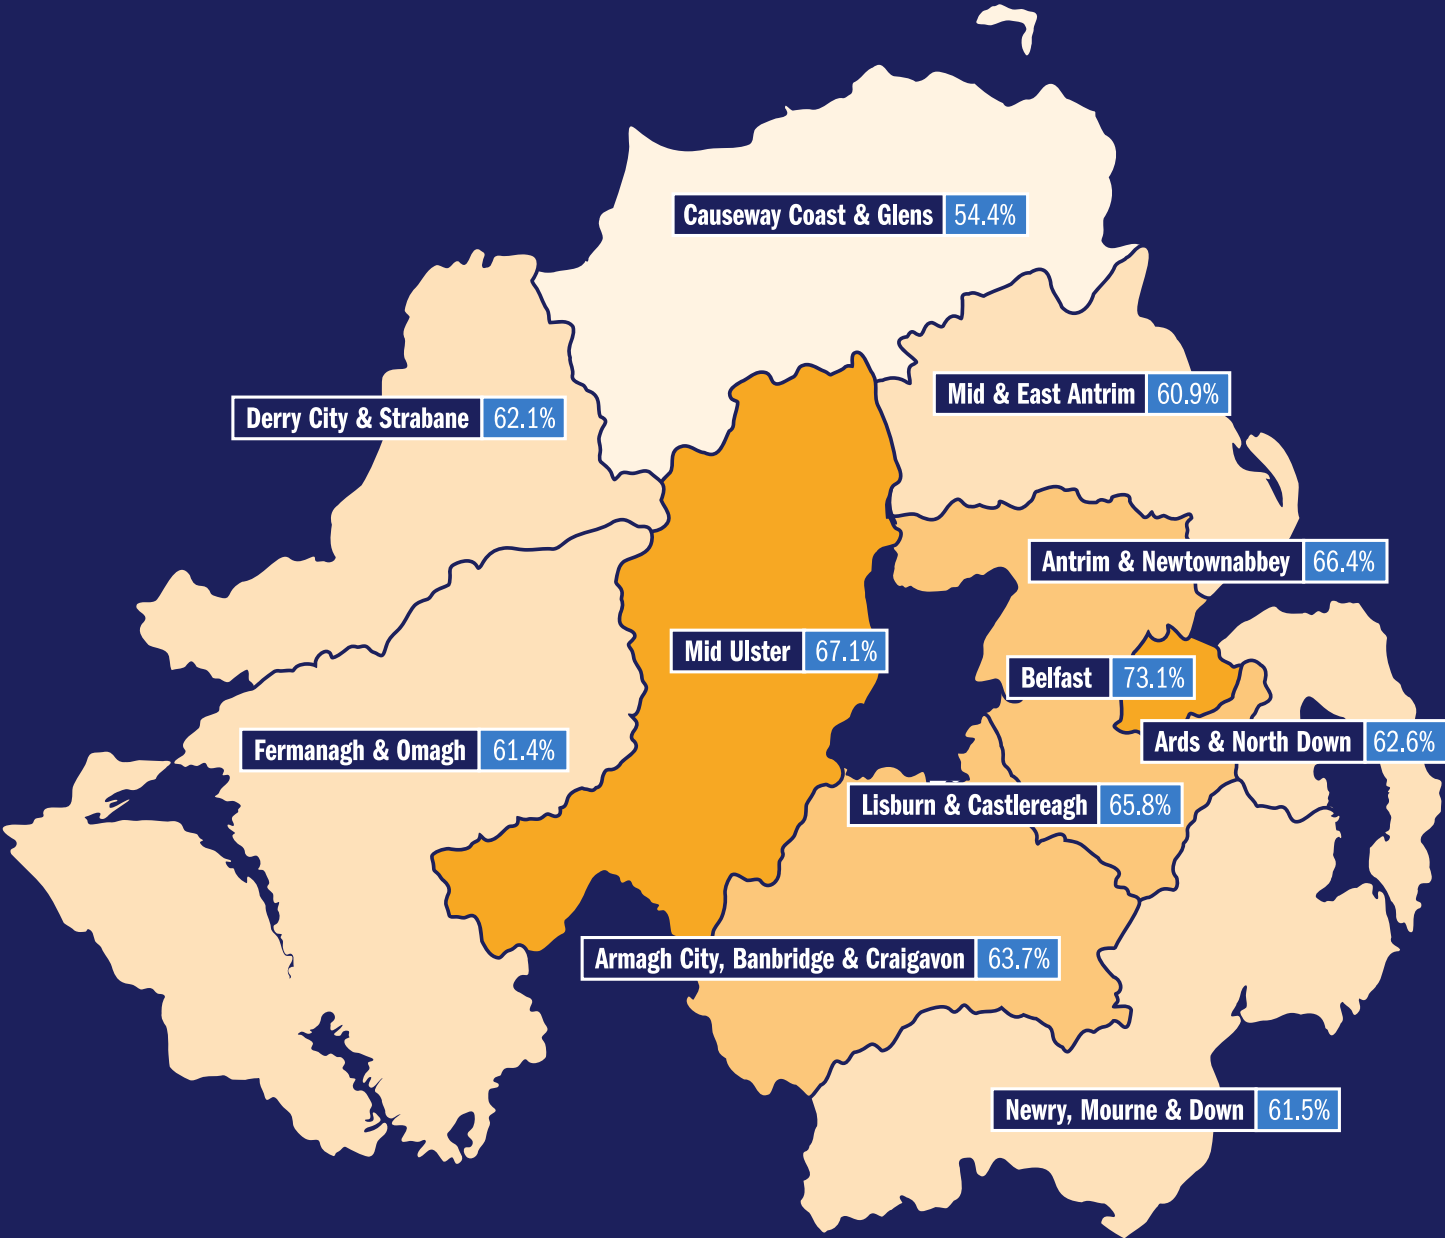 Causeway Coast & Glens 54.4%
Mid & East Antrim 60.9%
Derry City & Strabane 62.1%
Antrim & Newtownabbey 66.4%
Mid Ulster 67.1%
Belfast 73.1%
Ards & North Down 62.6%
Fermanagh & Omagh 61.4%
Lisburn & Castlereagh 65.8%
Armagh City, Banbridge & Craigavon 63.7%
Newry, Mourne & Down 61.5%